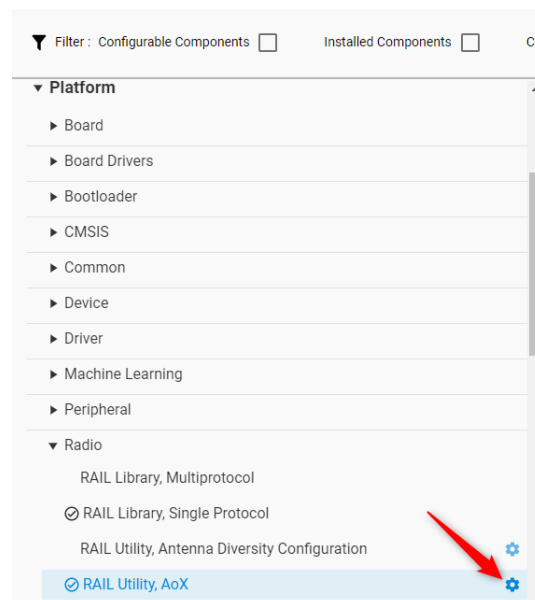 Filter : Configurable Components Installed Components C
Platform
Board
Board Drivers
Bootloader
CMSIS
Common
Device
Driver
Machine Learning
Peripheral
Radio
RAIL Library, Multiprotocol
RAIL Library, Single Protocol
RAIL Utility, Antenna Diversity Configuration
RAIL Utility, AoX